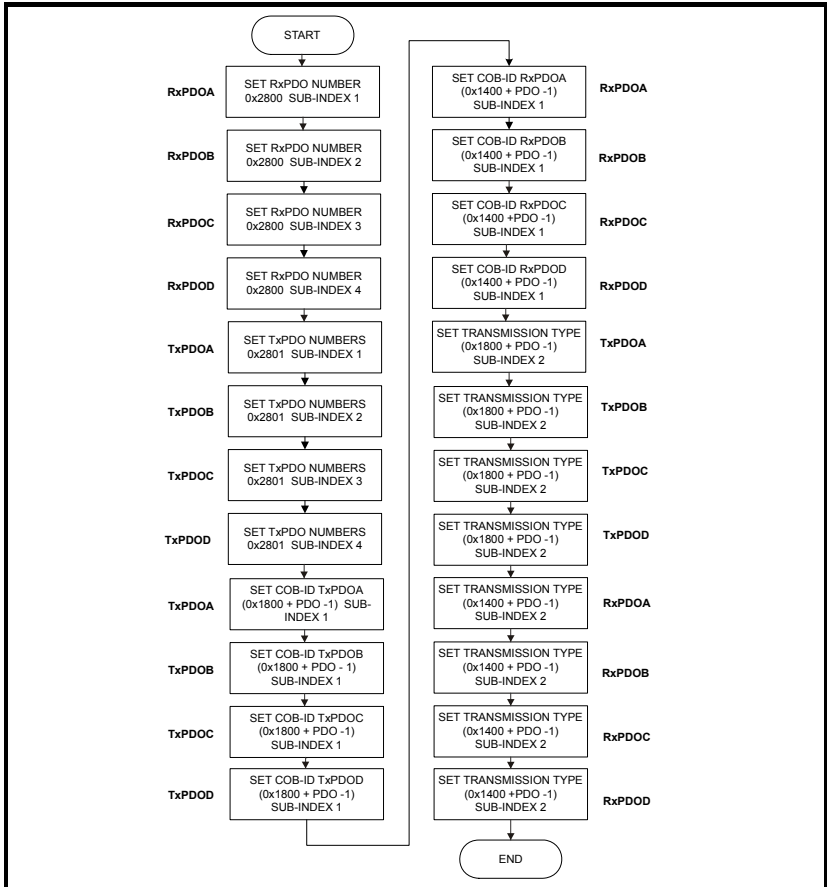 START
RxPDOA
SET RxPDO NUMBER
0x2800 SUB-INDEX 1
RxPDOB
SET RxPDO NUMBER
0x2800 SUB-INDEX 2
RxPDOC
SET RxPDO NUMBER
0x2800 SUB-INDEX 3
RxPDOD
SET RxPDO NUMBER
0x2800 SUB-INDEX 4
TxPDOA
SET TxPDO NUMBERS
0x2801 SUB-INDEX 1
TxPDOB
SET TxPDO NUMBERS
0x2801 SUB-INDEX 2
TxPDOC
SET TxPDO NUMBERS
0x2801 SUB-INDEX 3
TxPDOD
SET TxPDO NUMBERS
0x2801 SUB-INDEX 4
TxPDOA
SET COB-ID TxPDOA
(0x1800 + PDO -1) SUB-
INDEX 1
TxPDOB
SET COB-ID TxPDOB
(0x1800 + PDO - 1)
SUB-INDEX 1
TxPDOC
SET COB-ID TxPDOC
(0x1800 + PDO -1)
SUB-INDEX 1
TxPDOD
SET COB-ID TxPDOD
(0x1800 + PDO -1)
SUB-INDEX 1
SET COB-ID RxPDOA
(0x1400 + PDO -1)
SUB-INDEX 1
RxPDOA
SET COB-ID RxPDOB
(0x1400 + PDO -1)
SUB-INDEX 1
RxPDOB
SET COB-ID RxPDOC
(0x1400 +PDO -1)
SUB-INDEX 1
RxPDOC
SET COB-ID RxPDOD
(0x1400 + PDO -1)
SUB-INDEX 1
RxPDOD
SET TRANSMISSION TYPE
(0x1800 + PDO -1)
SUB-INDEX 2
TxPDOA
SET TRANSMISSION TYPE
(0x1800 + PDO -1)
SUB-INDEX 2
TxPDOB
SET TRANSMISSION TYPE
(0x1800 + PDO -1)
SUB-INDEX 2
TxPDOC
SET TRANSMISSION TYPE
(0x1800 + PDO -1)
SUB-INDEX 2
TxPDOD
SET TRANSMISSION TYPE
(0x1400 + PDO -1)
SUB-INDEX 2
RxPDOA
SET TRANSMISSION TYPE
(0x1400 + PDO -1)
SUB-INDEX 2
RxPDOB
SET TRANSMISSION TYPE
(0x1400 + PDO -1)
SUB-INDEX 2
RxPDOC
SET TRANSMISSION TYPE
(0x1400 +PDO -1)
SUB-INDEX 2
RxPDOD
END